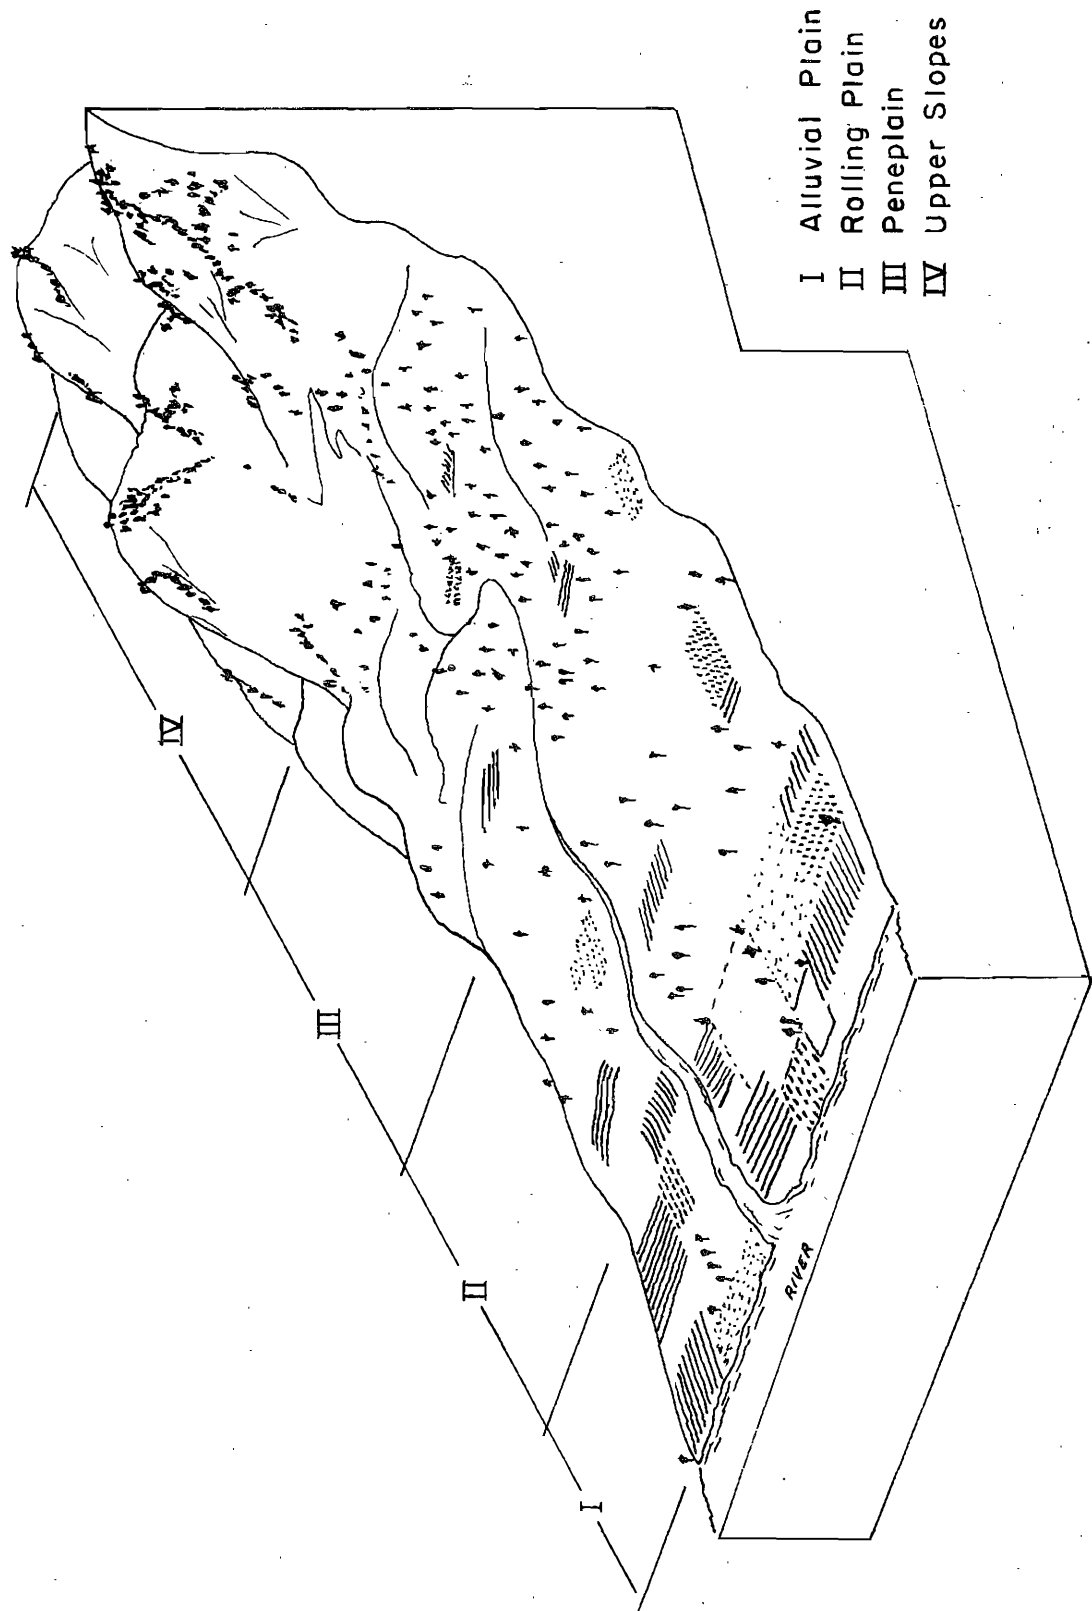 IV
III
II
I
RIVER
I Alluvial Plain
II Rolling Plain
III Peneplain
IV Upper Slopes